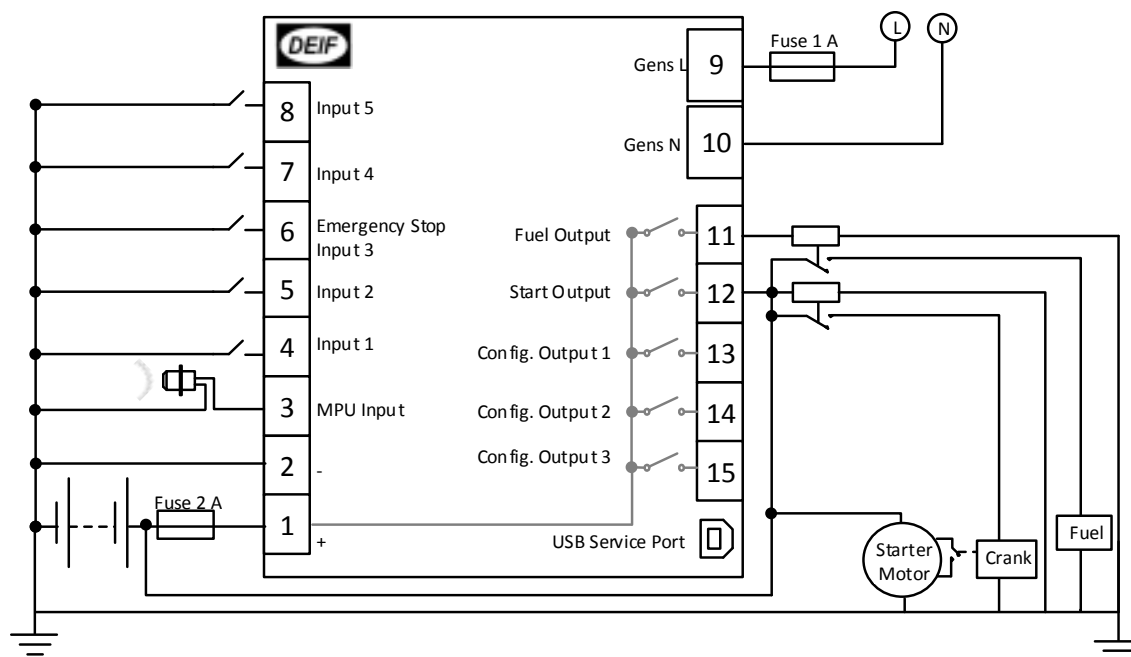 DEIF
8 Input 5
7 Input 4
6 Emergency Stop
Input 3
5 Input 2
4 Input 1
3 MPU Input
2 -
1 +
Fuse 2 A
Gens L 9 Fuse 1 A L N
Gens N 10
Fuel Output 11
Start Output 12
Config. Output 1 13
Config. Output 2 14
Config. Output 3 15
USB Service Port
Starter
Motor
Crank
Fuel